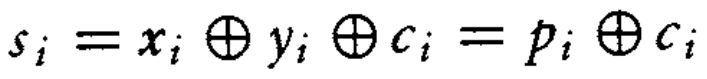 s_i = x_i ⊕ y_i ⊕ c_i = p_i ⊕ c_i